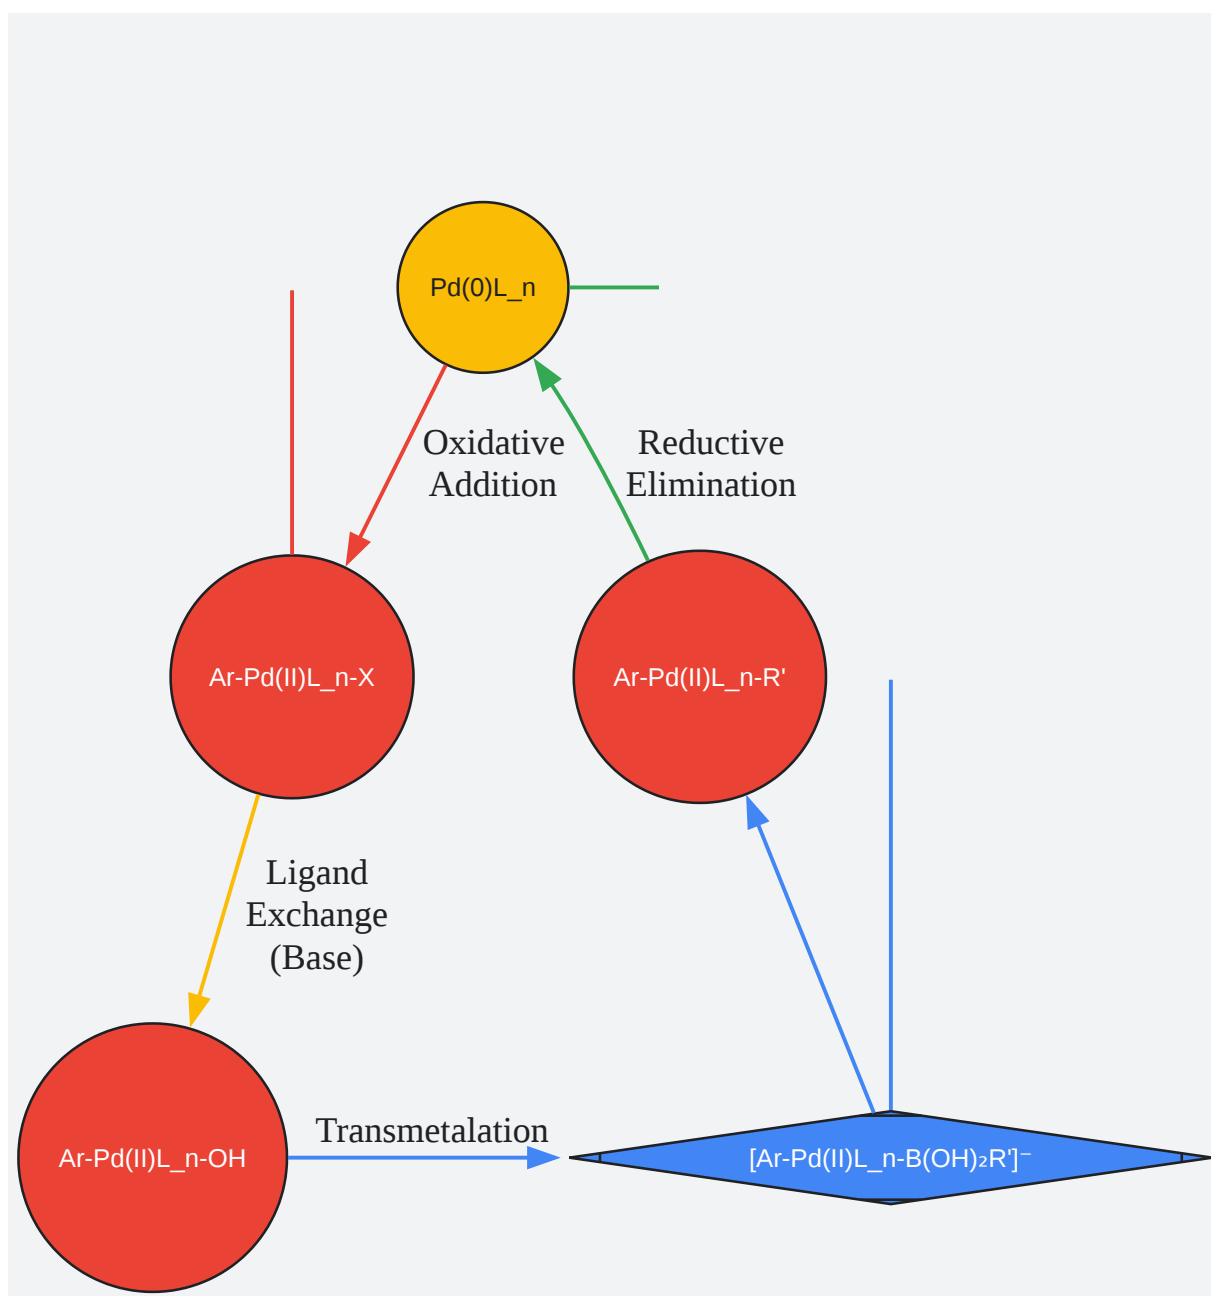 Pd(0)L_n
Oxidative
Addition
Reductive
Elimination
Ar-Pd(II)L_n-X
Ar-Pd(II)L_n-R'
Ligand
Exchange
(Base)
Transmetalation
Ar-Pd(II)L_n-OH
[Ar-Pd(II)L_n-B(OH)₂R']⁻